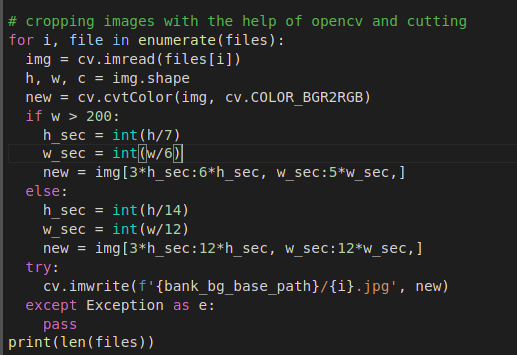 # cropping images with the help of opencv and cutting
for i, file in enumerate(files):
  img = cv.imread(files[i])
  h, w, c = img.shape
  new = cv.cvtColor(img, cv.COLOR_BGR2RGB)
  if w > 200:
    h_sec = int(h/7)
    w_sec = int(w/6)
    new = img[3*h_sec:6*h_sec, w_sec:5*w_sec,]
  else:
    h_sec = int(h/14)
    w_sec = int(w/12)
    new = img[3*h_sec:12*h_sec, w_sec:12*w_sec,]
  try:
    cv.imwrite(f'{bank_bg_base_path}/{i}.jpg', new)
  except Exception as e:
    pass
print(len(files))